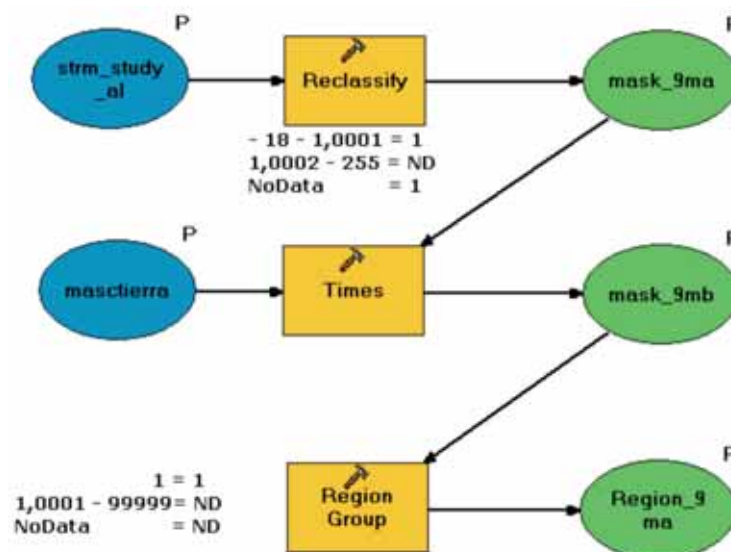 P
P
strm_study
_al
Reclassify
mask_9ma
- 18 - 1,0001 = 1
1,0002 - 255 = ND
NoData = 1
P
P
masctierra
Times
mask_9mb
P
1 = 1
1,0001 - 99999= ND
NoData = ND
Region
Group
Region_9
ma